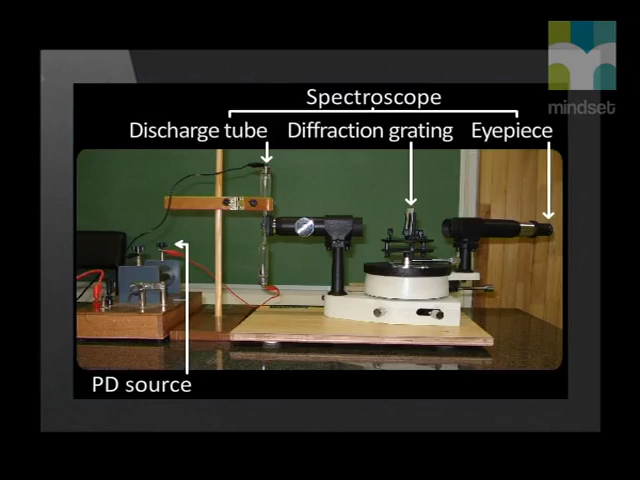 mindset
Spectroscope
Discharge tube Diffraction grating Eyepiece
PD source